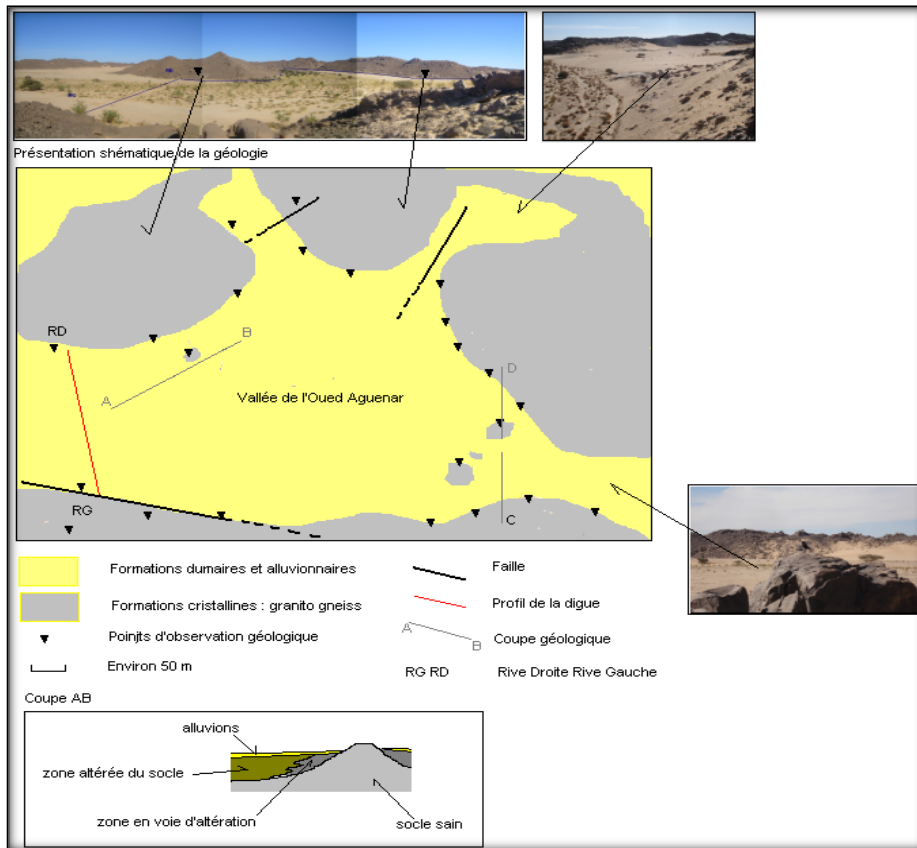 Présentation shématique de la géologie
RD
B
A
Vallée de l'Oued Aguenar
D
RG
C
Formations dumaires et alluvionnaires
Faille
Formations cristallines : granito gneiss
Profil de la digue
Poinjts d'observation géologique
A
B
Coupe géologique
Environ 50 m
RG RD
Rive Droite Rive Gauche
Coupe AB
alluvions
zone altérée du socle
zone en voie d'altération
socle sain